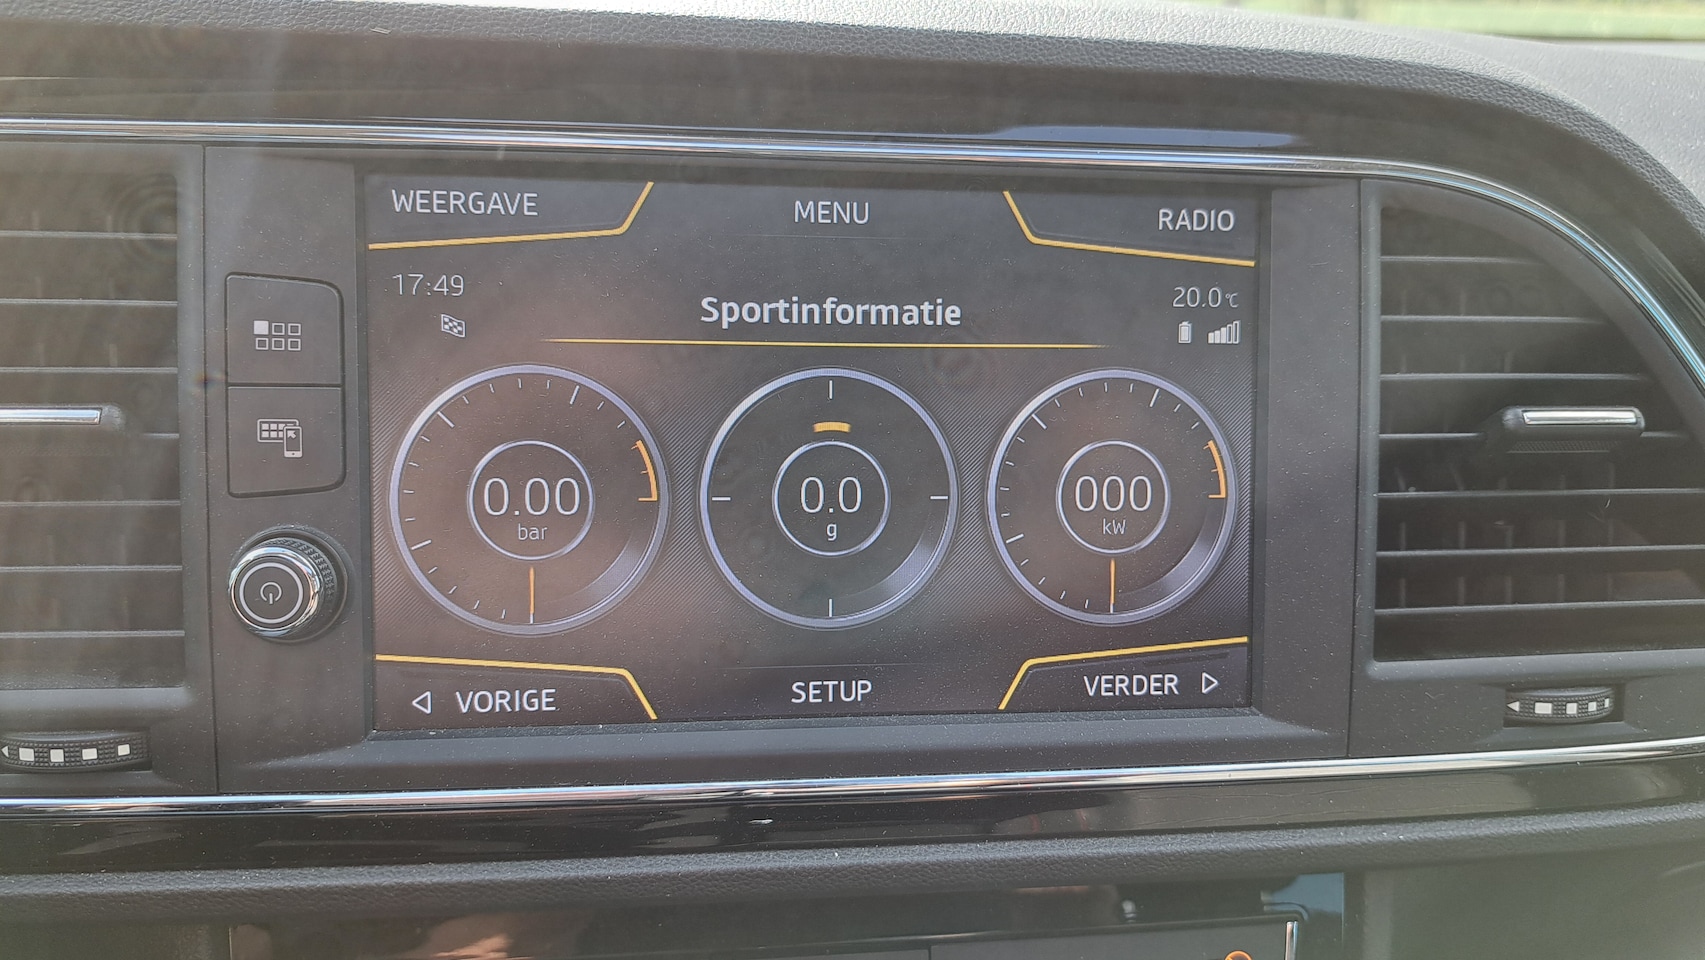 WEERGAVE
MENU
RADIO
17:49
Sportinformatie
20.0°C
0.00
bar
0.0
g
000
kW
VORIGE
SETUP
VERDER